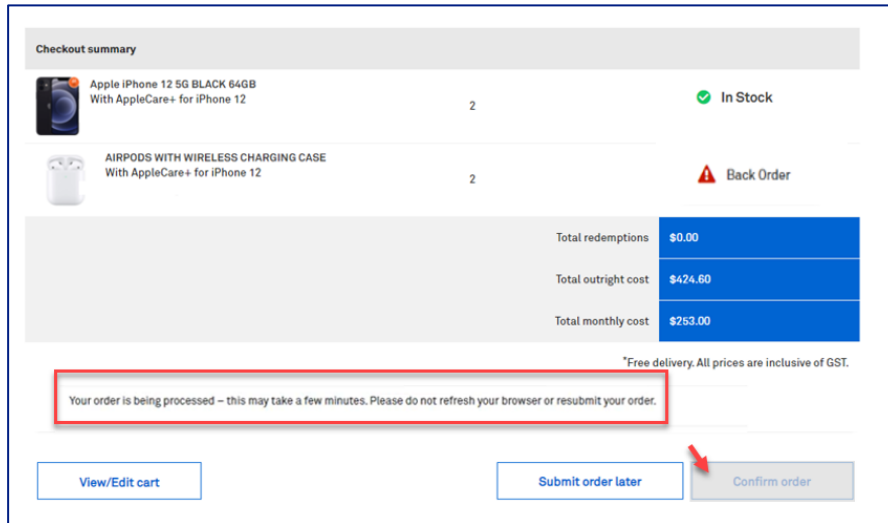 Checkout summary
Apple iPhone 12 5G BLACK 64GB
With AppleCare+ for iPhone 12
2
In Stock
AIRPODS WITH WIRELESS CHARGING CASE
With AppleCare+ for iPhone 12
2
Back Order
Total redemptions $0.00
Total outright cost $424.60
Total monthly cost $253.00
*Free delivery. All prices are inclusive of GST.
Your order is being processed – this may take a few minutes. Please do not refresh your browser or resubmit your order.
View/Edit cart
Submit order later
Confirm order